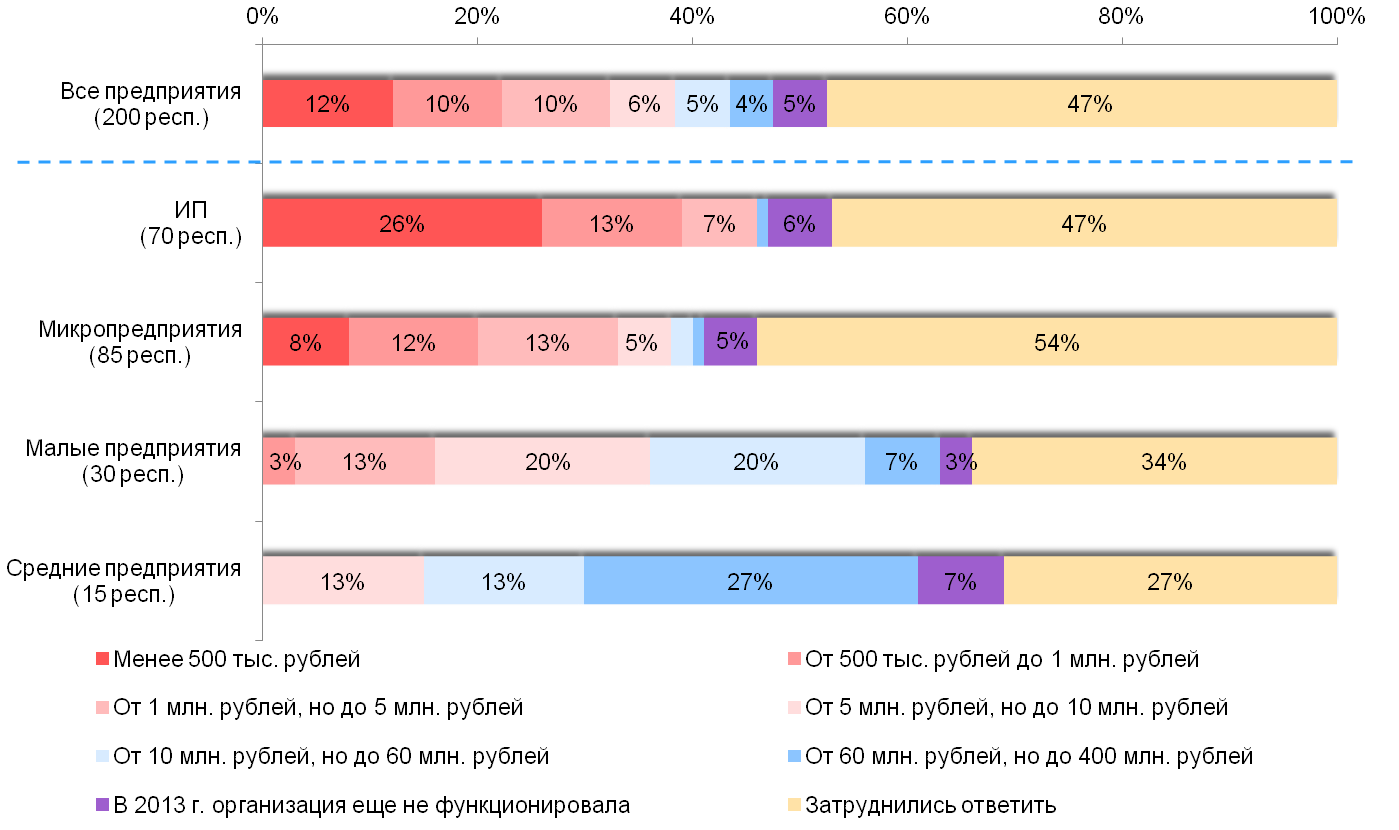 0% 20% 40% 60% 80% 100%
Все предприятия
(200 респ.)
12% 10% 10% 6% 5% 4% 5% 47%
ИП
(70 респ.)
26% 13% 7% 6% 47%
Микропредприятия
(85 респ.)
8% 12% 13% 5% 5% 54%
Малые предприятия
(30 респ.)
3% 13% 20% 20% 7% 3% 34%
Средние предприятия
(15 респ.)
13% 13% 27% 7% 27%
Менее 500 тыс. рублей
От 500 тыс. рублей до 1 млн. рублей
От 1 млн. рублей, но до 5 млн. рублей
От 5 млн. рублей, но до 10 млн. рублей
От 10 млн. рублей, но до 60 млн. рублей
От 60 млн. рублей, но до 400 млн. рублей
В 2013 г. организация еще не функционировала
Затруднились ответить